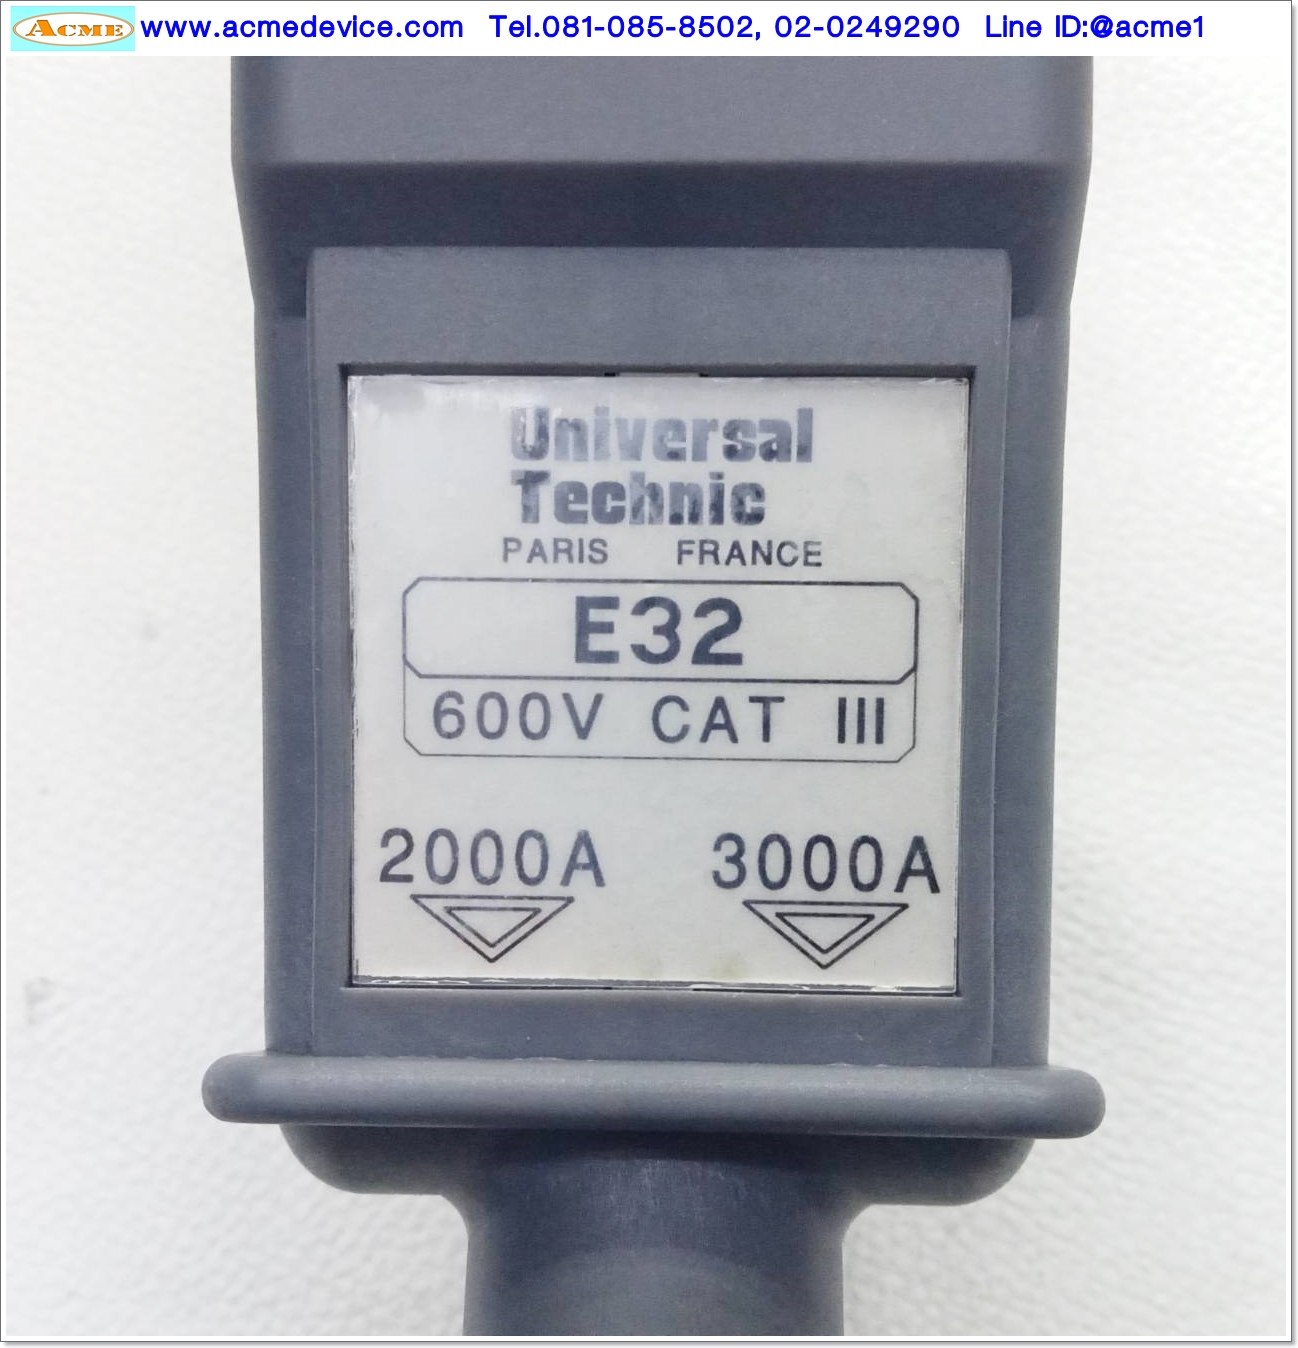 ACME www.acmedevice.com Tel.081-085-8502, 02-0249290 Line ID:@acme1
Universal
Technic
PARIS FRANCE
E32
600V CAT III
2000A 3000A